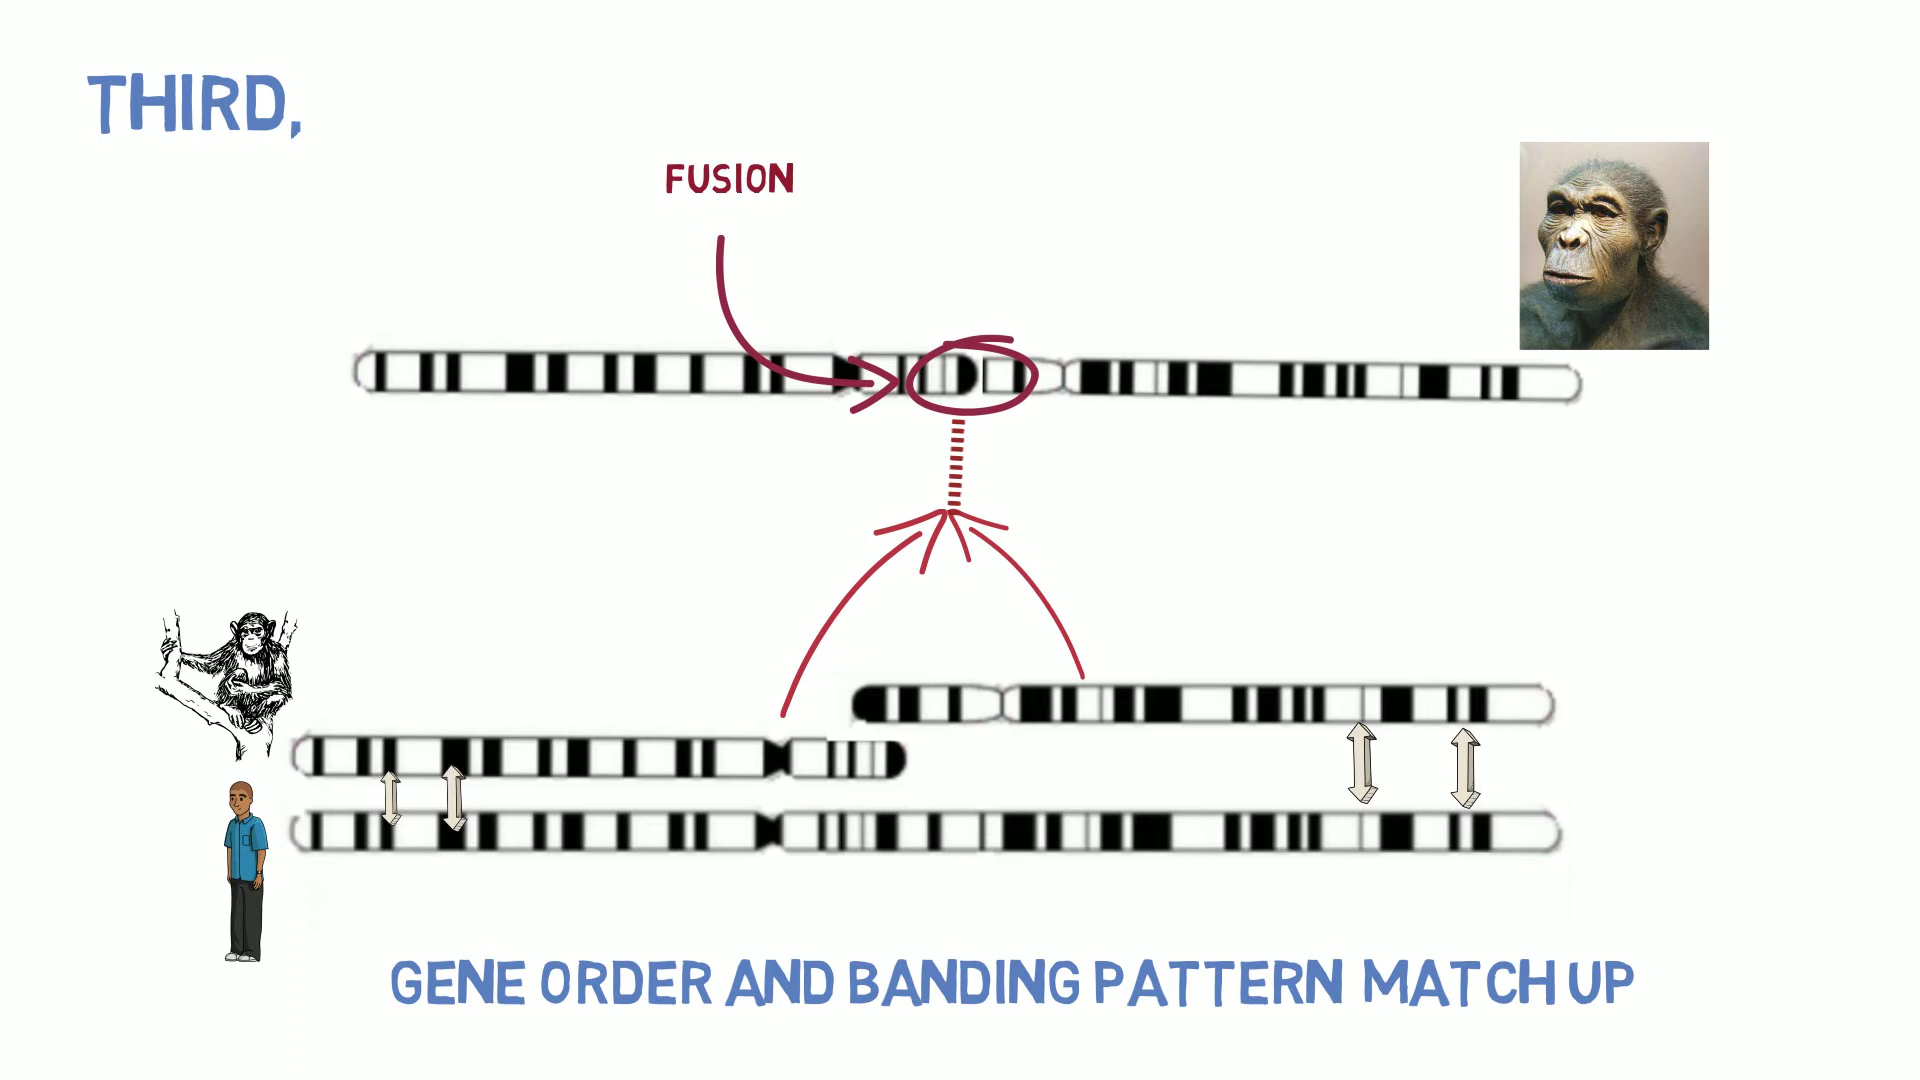 THIRD,
FUSION
GENE ORDER AND BANDING PATTERN MATCH UP